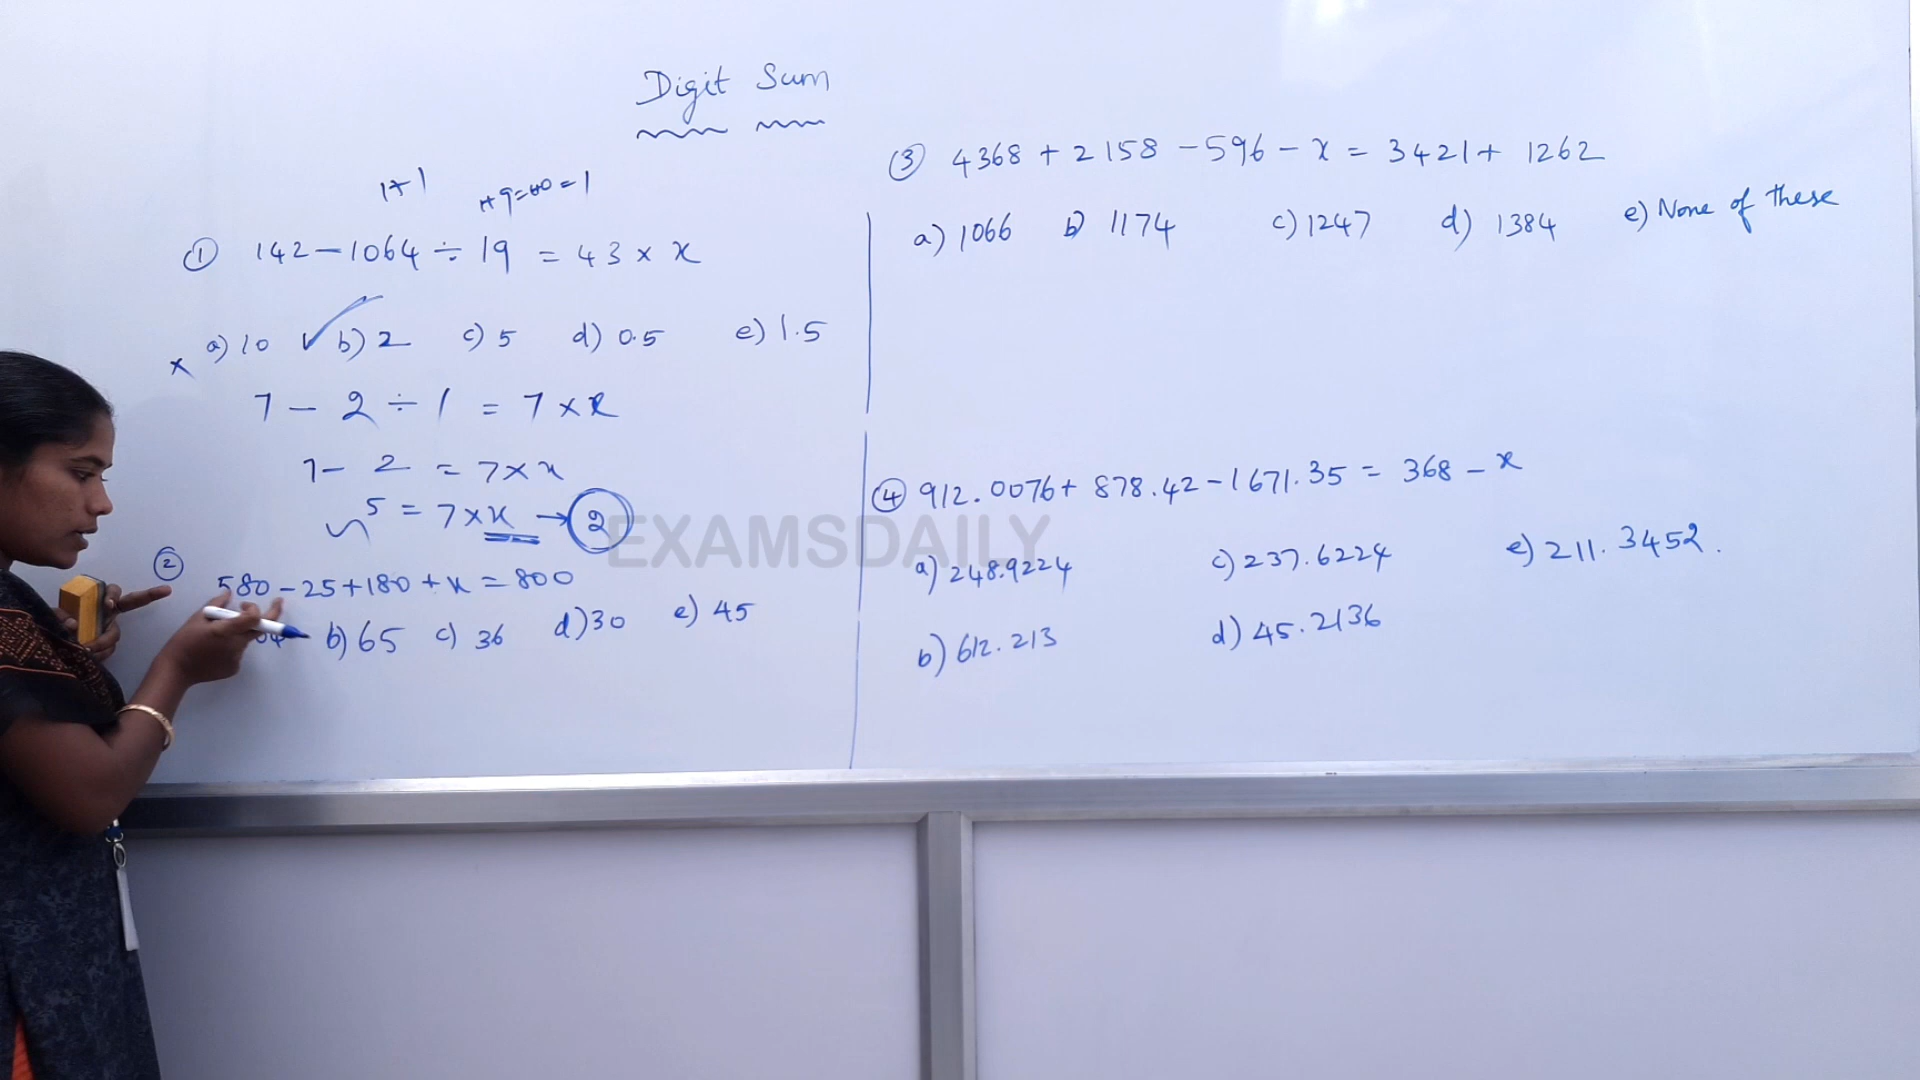 Digit Sum
1+1 1+9=10=1
① 142-1064÷19 = 43×x
a) 10 b) 2 c) 5 d) 0.5 e) 1.5
7-2÷1 = 7×x
7-2 = 7×x
5 = 7×x → 2
② 580-25+180+x=800
b) 65 c) 36 d) 30 e) 45
③ 4368+2158-596-x=3421+1262
a) 1066 b) 1174 c) 1247 d) 1384 e) None of these
④ 912.0076+878.42-1671.35=368-x
a) 248.9224 c) 237.6224 e) 211.3452.
b) 612.213 d) 45.2136
EXAMSDAILY